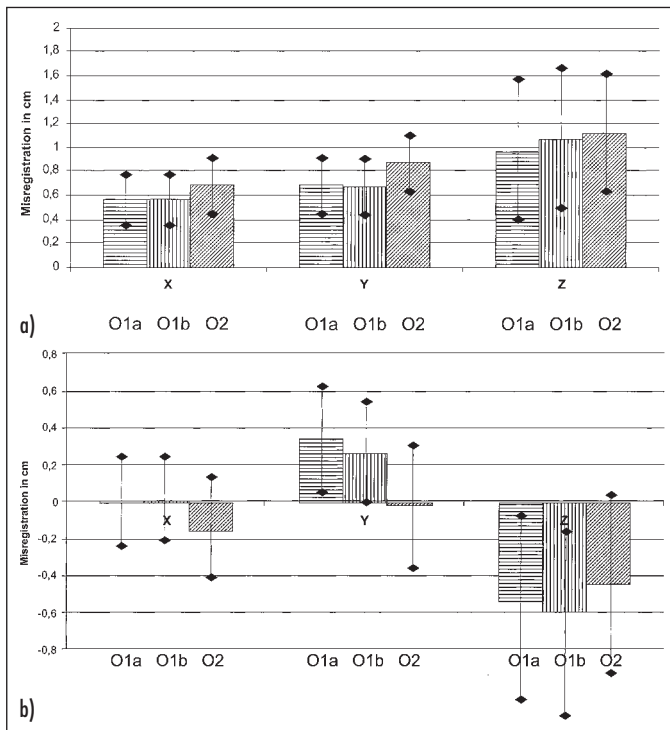 2
1,8
1,6
1,4
1,2
1
0,8
0,6
0,4
0,2
0
Misregistration in cm
X Y Z
a)
O1a O1b O2 O1a O1b O2 O1a O1b O2
0,8
0,6
0,4
0,2
0
-0,2
-0,4
-0,6
-0,8
Misregistration in cm
X Y Z
O1a O1b O2 O1a O1b O2 O1a O1b O2
b)